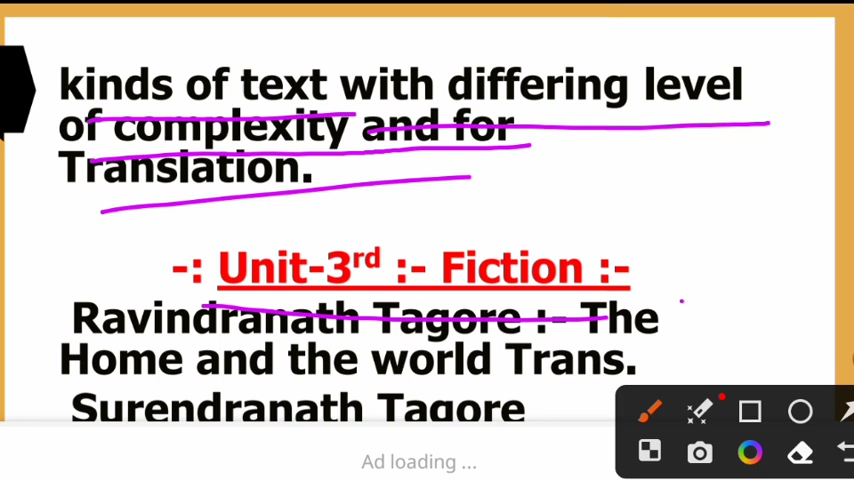 kinds of text with differing level
of complexity and for
Translation.
-: Unit-3rd :- Fiction :-
Ravindranath Tagore :- The
Home and the world Trans.
Surendranath Tagore
Ad loading ...